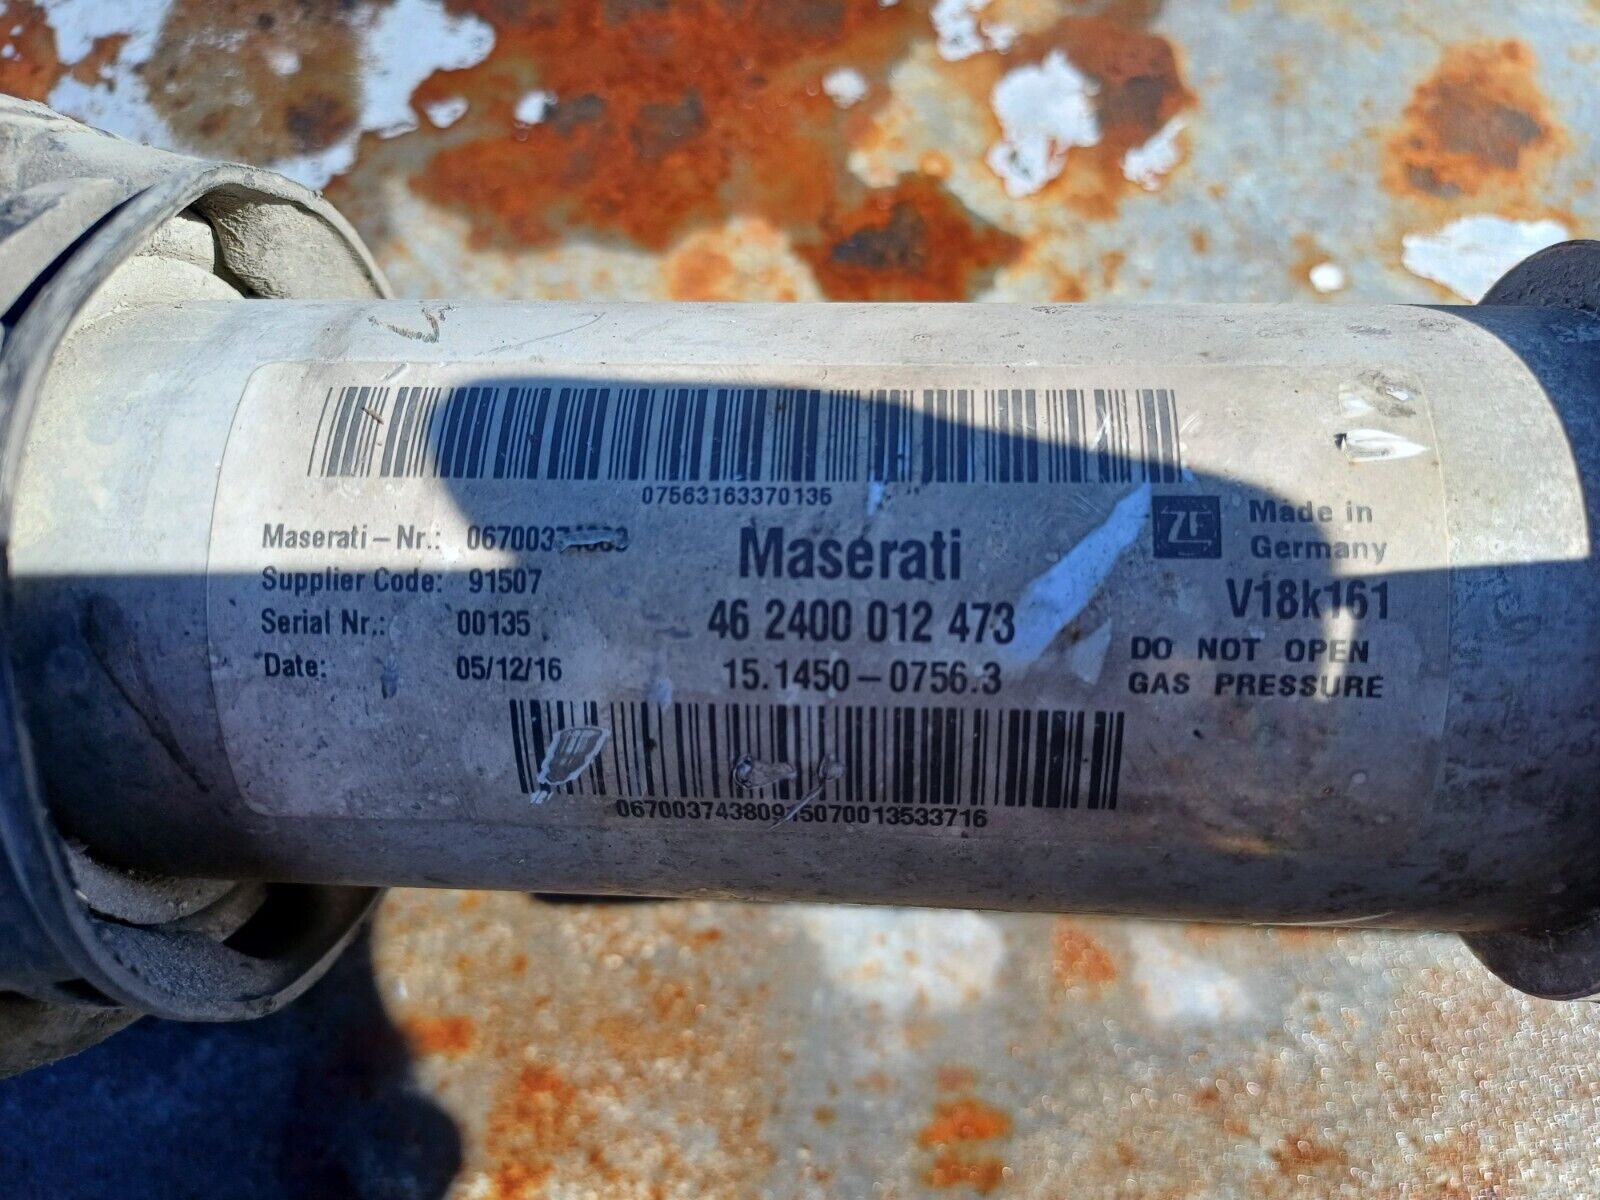 07563163370135
Maserati-Nr.:
Supplier Code: 91507
Serial Nr.: 00135
Date: 05/12/16
Maserati
46 2400 012 473
15.1450-0756.3
ZF
Made in
Germany
V18k161
DO NOT OPEN
GAS PRESSURE